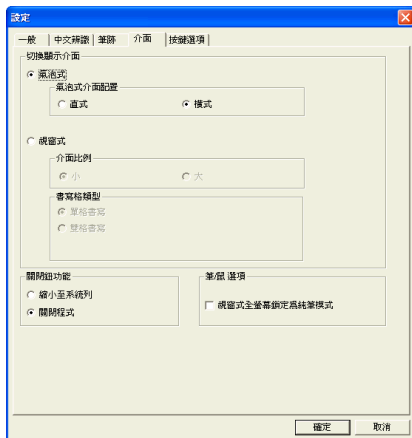 設定
一般 中文辨識 筆跡 介面 按鍵選項
切換顯示介面
氣泡式
氣泡式介面配置
直式 橫式
視窗式
介面比例
小 大
書寫格類型
單格書寫
雙格書寫
關閉鈕功能 筆/鼠 選項
縮小至系統列 視窗式全螢幕鎖定為純筆模式
關閉程式
確定 取消